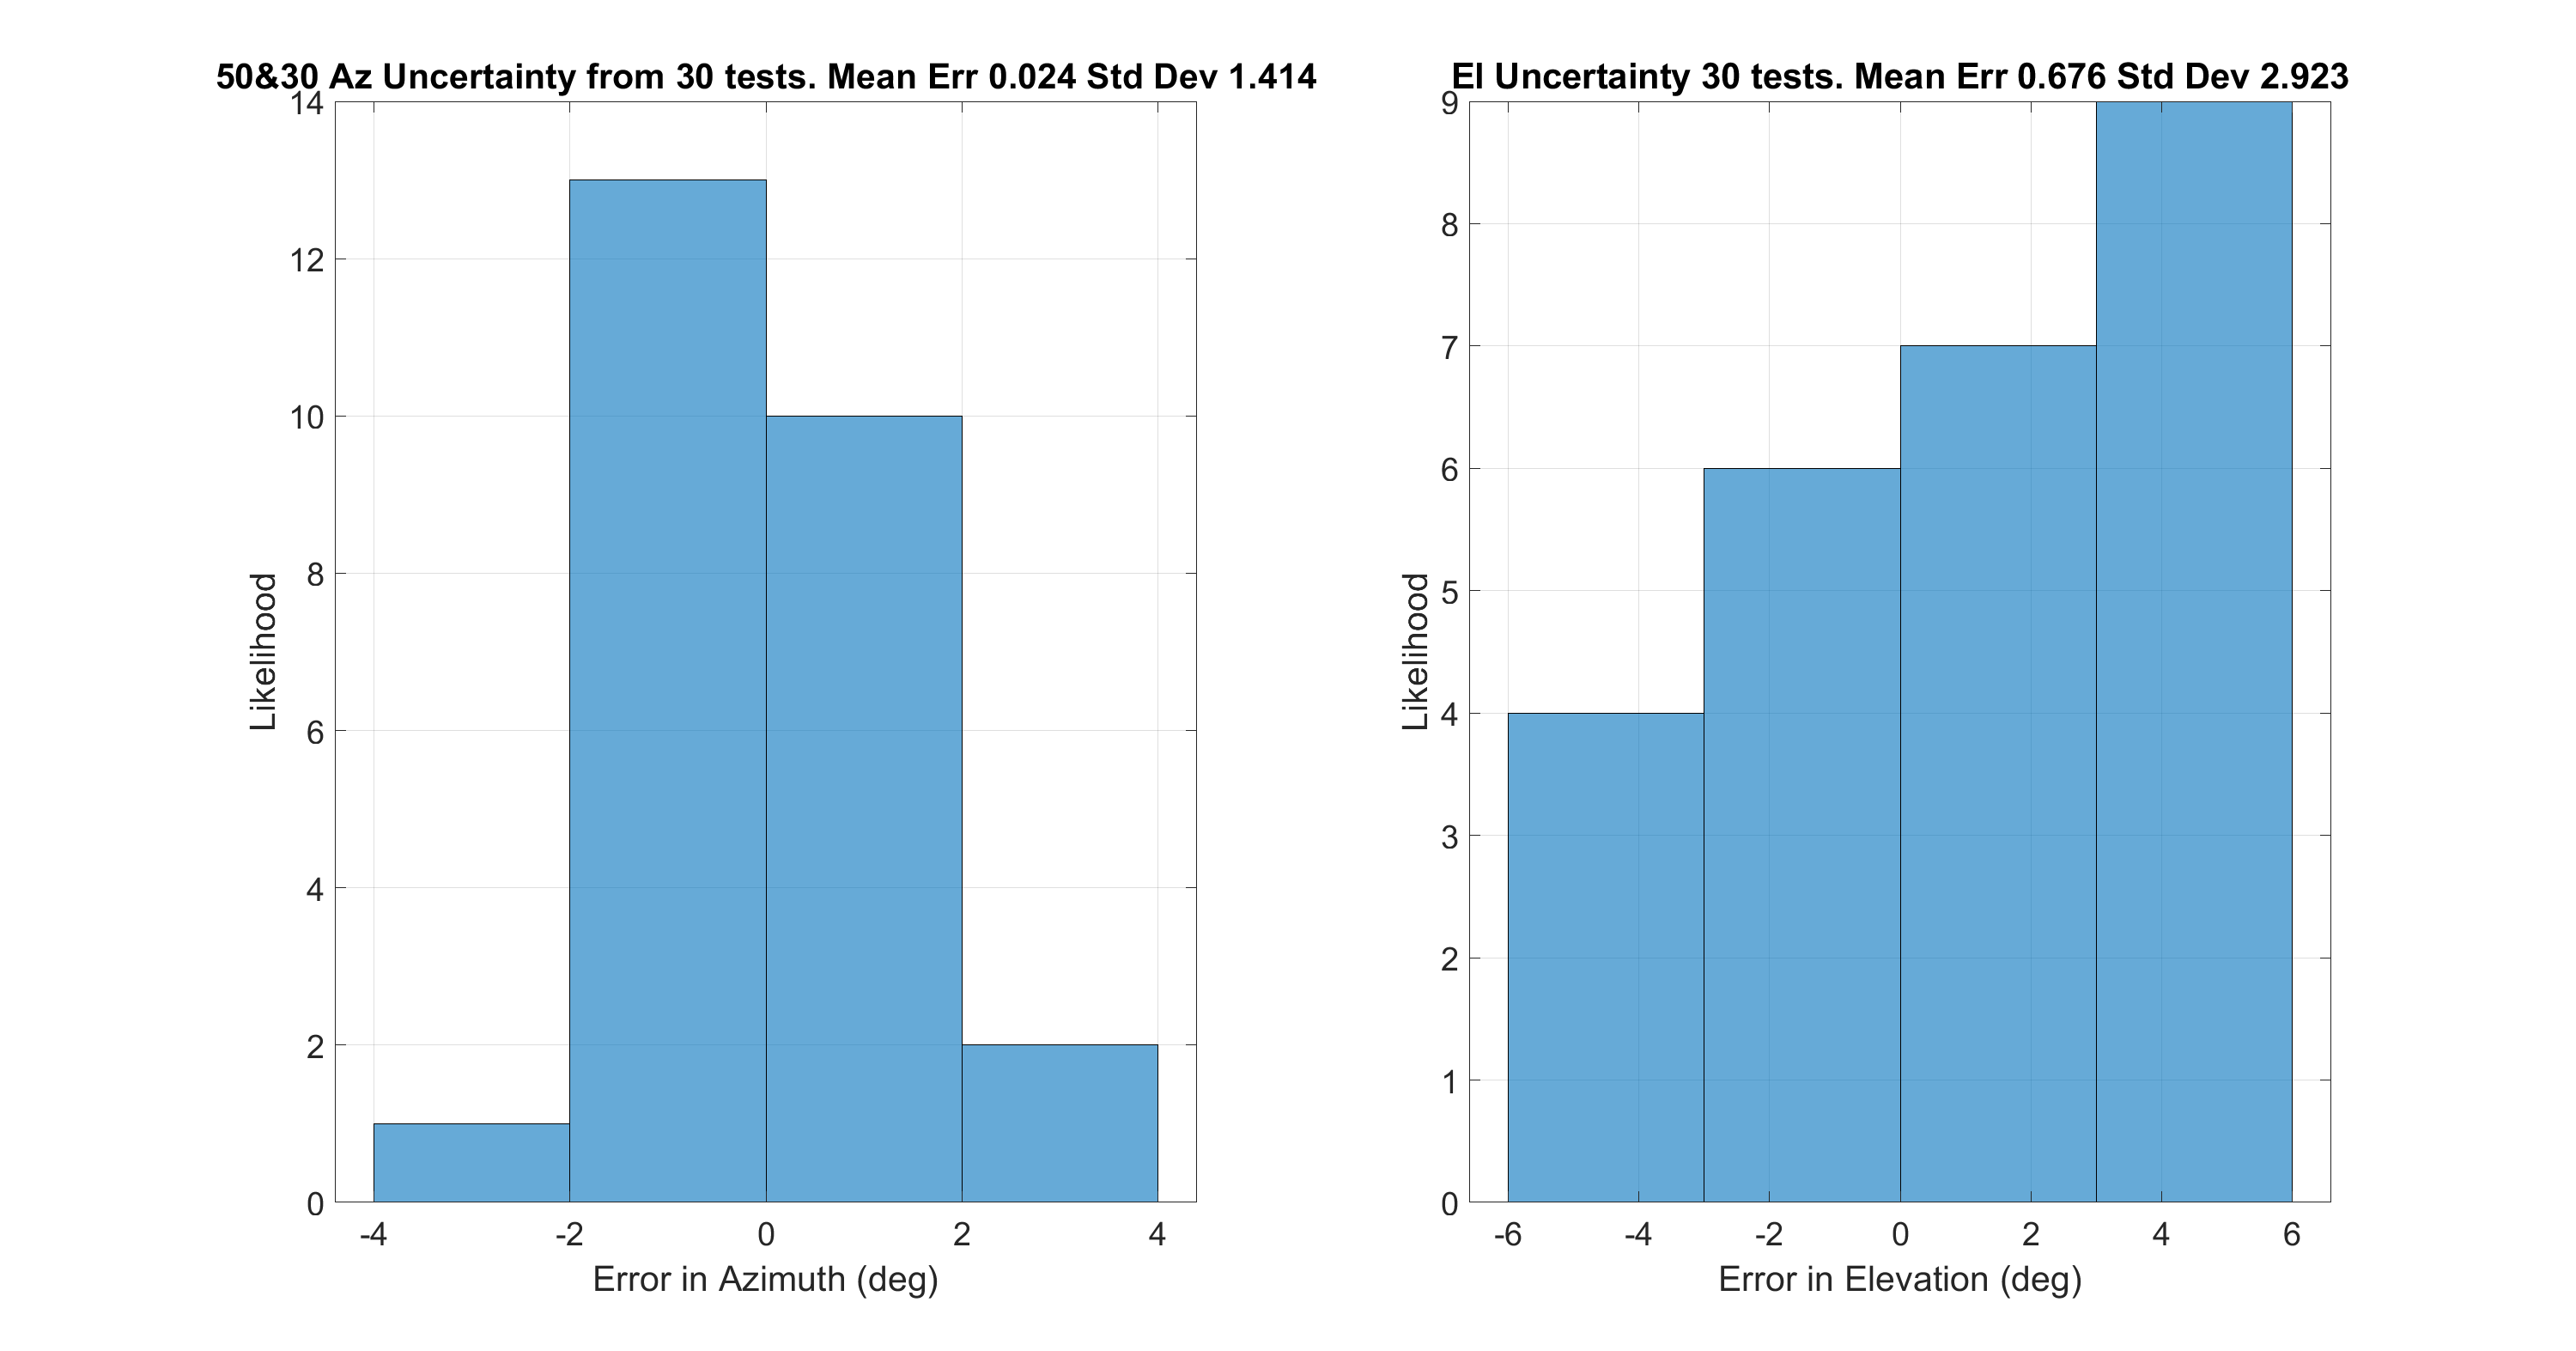 50&30 Az Uncertainty from 30 tests. Mean Err 0.024 Std Dev 1.414
14
12
10
8
6
4
2
0
Likelihood
-4 -2 0 2 4
Error in Azimuth (deg)
El Uncertainty 30 tests. Mean Err 0.676 Std Dev 2.923
9
8
7
6
5
4
3
2
1
0
Likelihood
-6 -4 -2 0 2 4 6
Error in Elevation (deg)